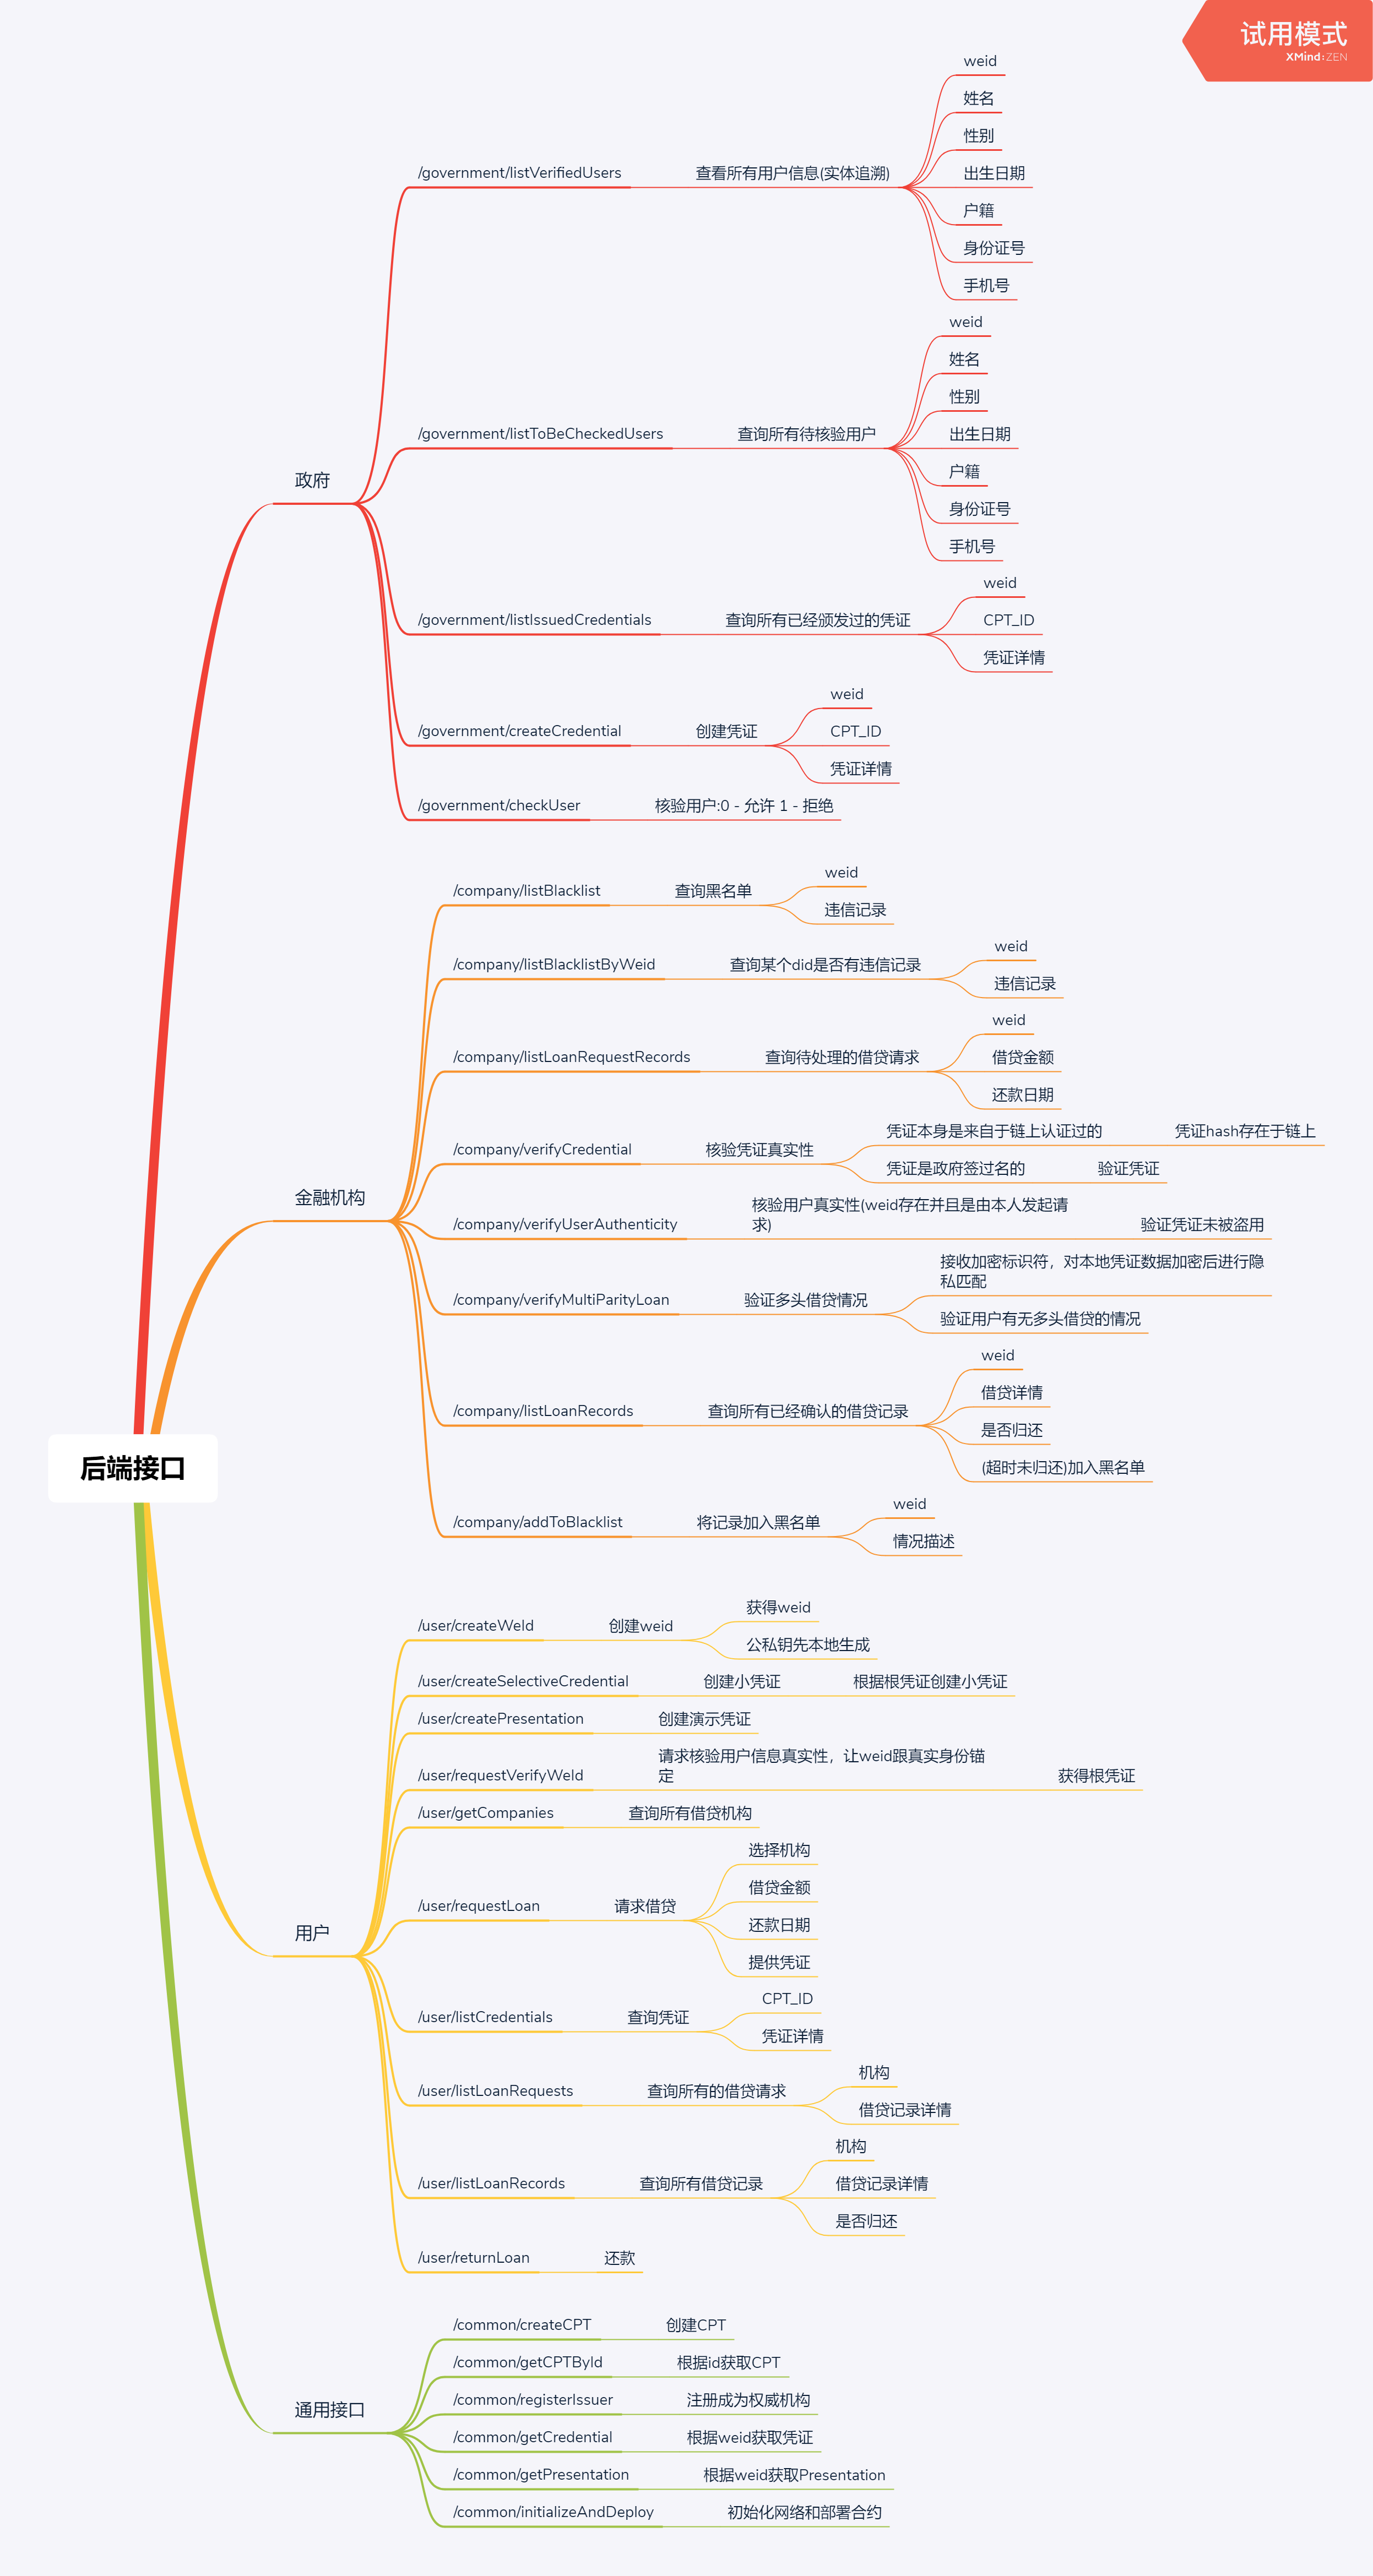 试用模式
XMind:ZEN
后端接口
政府
/government/listVerifiedUsers
查看所有用户信息(实体追溯)
weid
姓名
性别
出生日期
户籍
身份证号
手机号
/government/listToBeCheckedUsers
查询所有待核验用户
weid
姓名
性别
出生日期
户籍
身份证号
手机号
/government/listIssuedCredentials
查询所有已经颁发过的凭证
weid
CPT_ID
凭证详情
/government/createCredential
创建凭证
weid
CPT_ID
凭证详情
/government/checkUser
核验用户:0 - 允许 1 - 拒绝
金融机构
/company/listBlacklist
查询黑名单
weid
违信记录
/company/listBlacklistByWeid
查询某个did是否有违信记录
weid
违信记录
/company/listLoanRequestRecords
查询待处理的借贷请求
weid
借贷金额
还款日期
/company/verifyCredential
核验凭证真实性
凭证本身是来自于链上认证过的
凭证hash存在于链上
凭证是政府签过名的
验证凭证
/company/verifyUserAuthenticity
核验用户真实性(weid存在并且是由本人发起请
求)
验证凭证未被盗用
/company/verifyMultiParityLoan
验证多头借贷情况
接收加密标识符，对本地凭证数据加密后进行隐
私匹配
验证用户有无多头借贷的情况
/company/listLoanRecords
查询所有已经确认的借贷记录
weid
借贷详情
是否归还
(超时未归还)加入黑名单
/company/addToBlacklist
将记录加入黑名单
weid
情况描述
用户
/user/createWeId
创建weid
获得weid
公私钥先本地生成
/user/createSelectiveCredential
创建小凭证
根据根凭证创建小凭证
/user/createPresentation
创建演示凭证
/user/requestVerifyWeId
请求核验用户信息真实性，让weid跟真实身份锚
定
获得根凭证
/user/getCompanies
查询所有借贷机构
/user/requestLoan
请求借贷
选择机构
借贷金额
还款日期
提供凭证
/user/listCredentials
查询凭证
CPT_ID
凭证详情
/user/listLoanRequests
查询所有的借贷请求
机构
借贷记录详情
/user/listLoanRecords
查询所有借贷记录
机构
借贷记录详情
是否归还
/user/returnLoan
还款
通用接口
/common/createCPT
创建CPT
/common/getCPTById
根据id获取CPT
/common/registerIssuer
注册成为权威机构
/common/getCredential
根据weid获取凭证
/common/getPresentation
根据weid获取Presentation
/common/initializeAndDeploy
初始化网络和部署合约